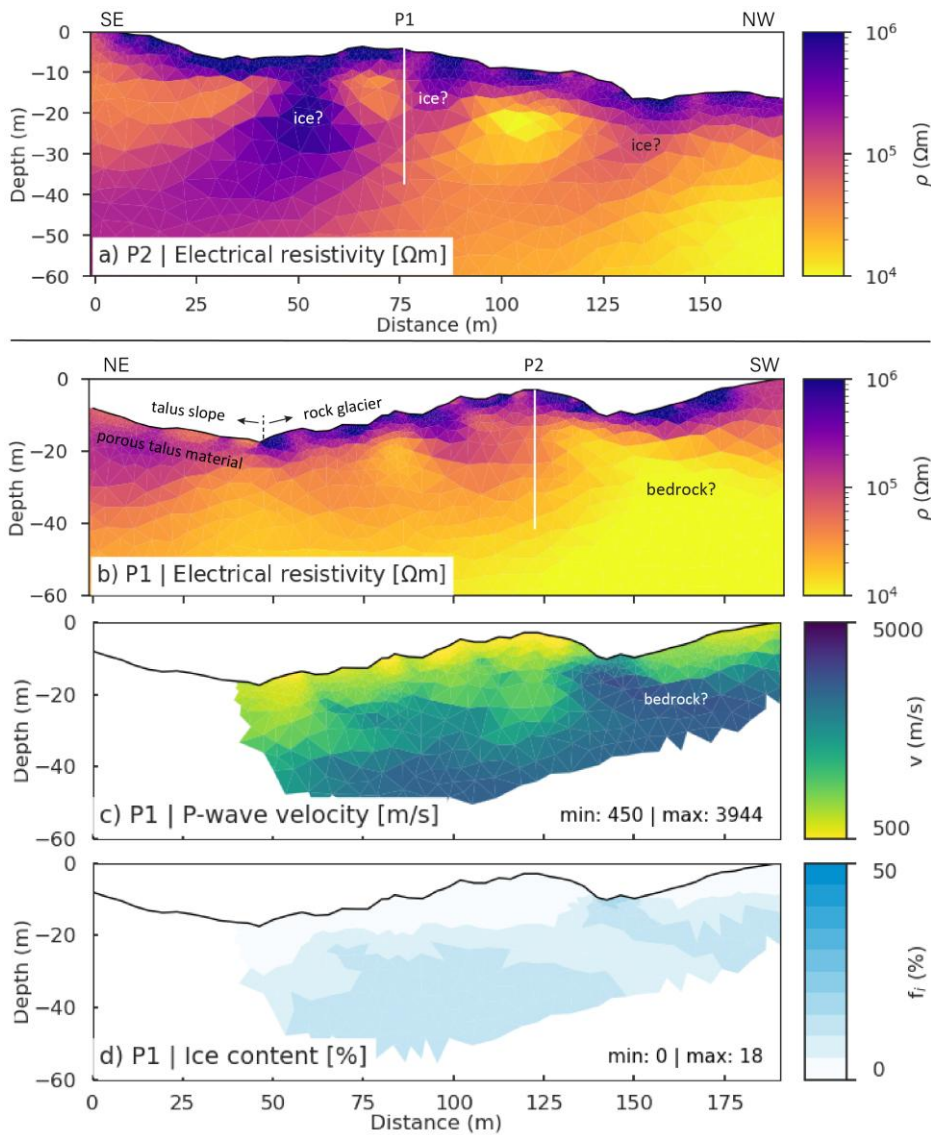 SE P1 NW
0
−10
−20
−30
−40
−50
−60
Depth (m)
ice? ice? ice?
a) P2 | Electrical resistivity [Ωm]
0 25 50 75 100 125 150
Distance (m)
10⁶
10⁵
10⁴
ρ (Ωm)
NE P2 SW
0
−20
−40
−60
Depth (m)
talus slope rock glacier
porous talus material
bedrock?
b) P1 | Electrical resistivity [Ωm]
10⁶
10⁵
10⁴
ρ (Ωm)
0
−20
−40
−60
Depth (m)
bedrock?
c) P1 | P-wave velocity [m/s] min: 450 | max: 3944
5000
500
v (m/s)
0
−20
−40
−60
Depth (m)
d) P1 | Ice content [%] min: 0 | max: 18
50
0
fᵢ (%)
0 25 50 75 100 125 150 175
Distance (m)